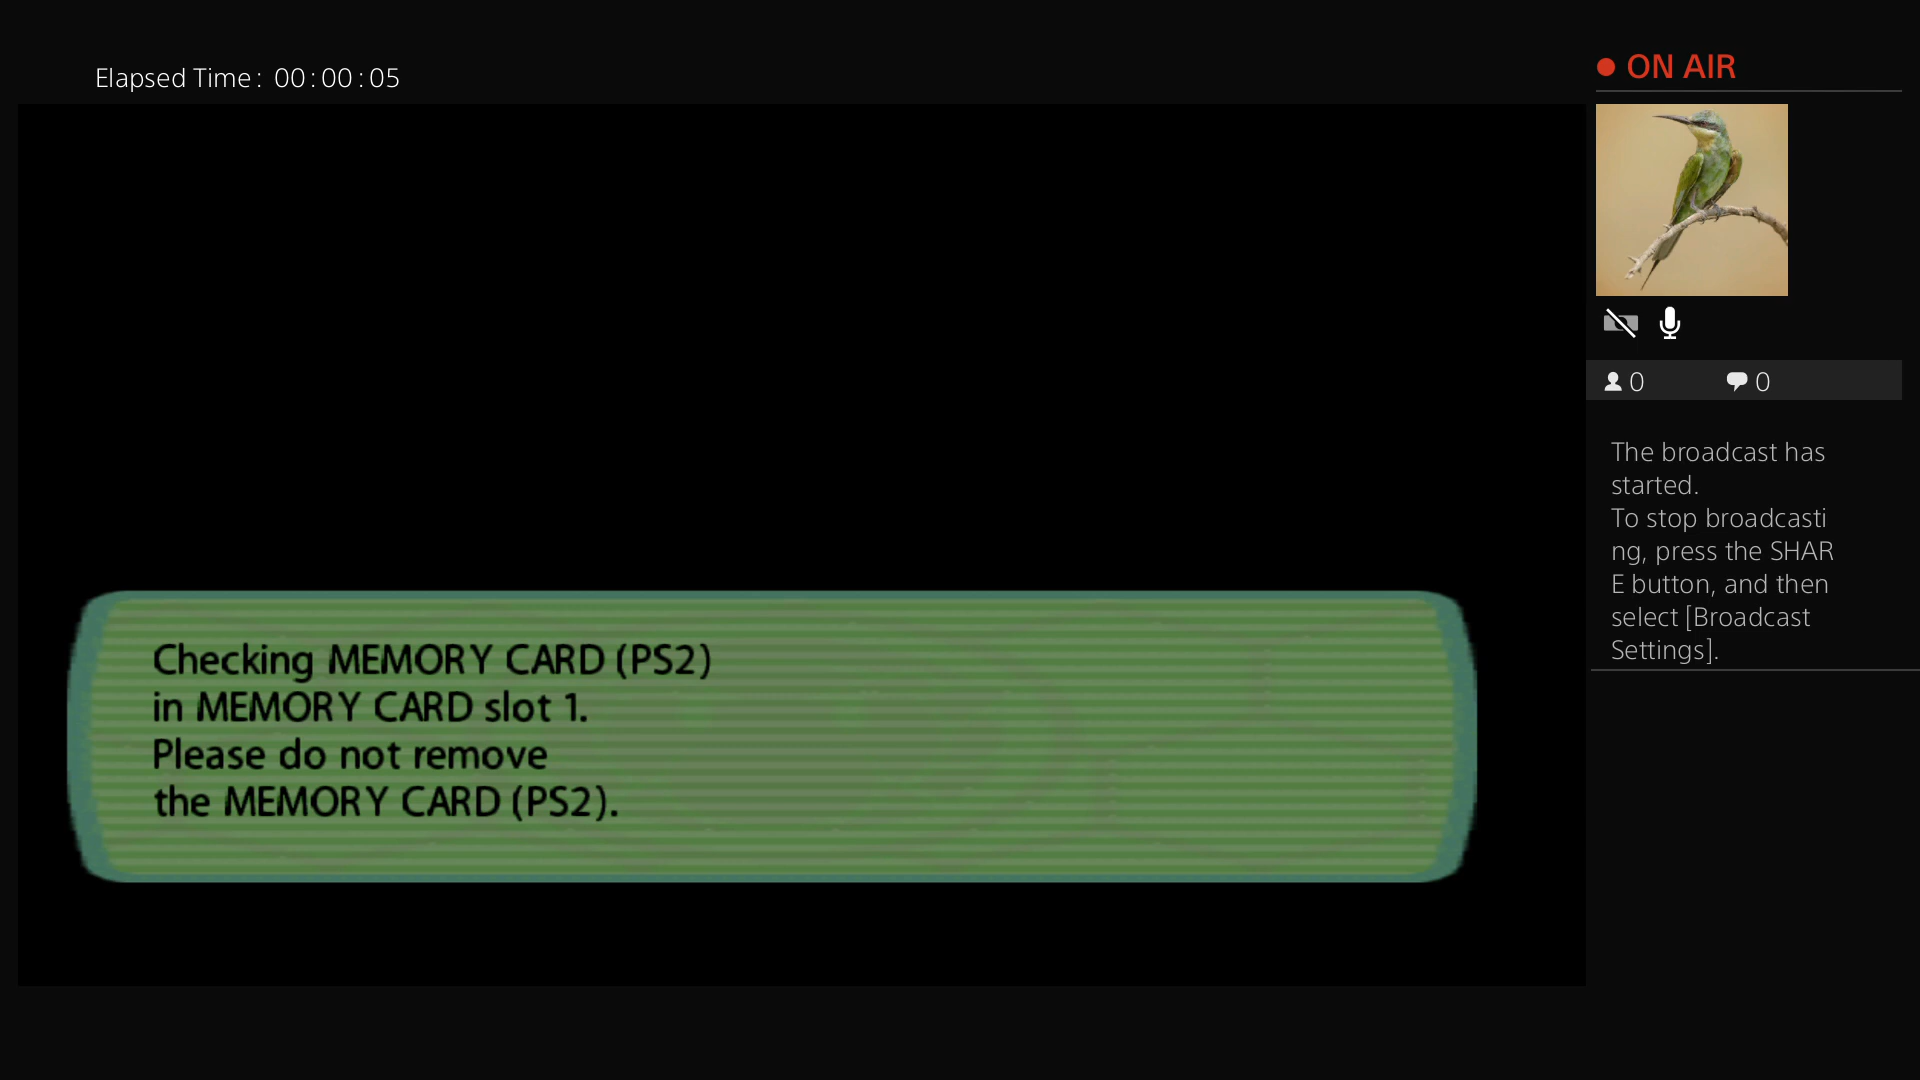 Elapsed Time: 00:00:05
ON AIR
0 0
The broadcast has
started.
To stop broadcasti
ng, press the SHAR
E button, and then
select [Broadcast
Settings].
Checking MEMORY CARD (PS2)
in MEMORY CARD slot 1.
Please do not remove
the MEMORY CARD (PS2).